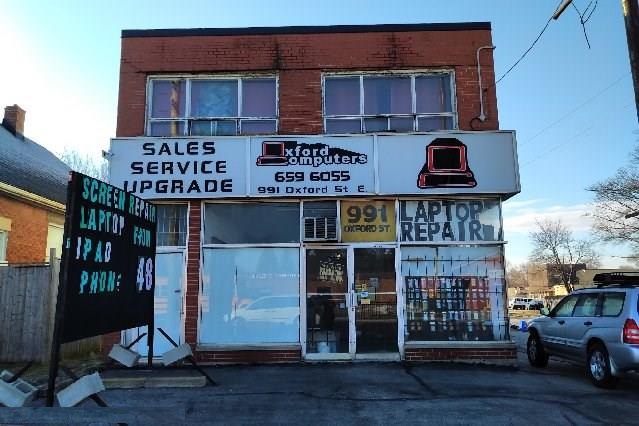 SALES
SERVICE
UPGRADE
Oxford
Computers
659 6055
991 Oxford St E.
991
OXFORD ST
LAPTOP
REPAIR
SCREEN REPAIR
LAPTOP FROM
IPAD
PHONE 48